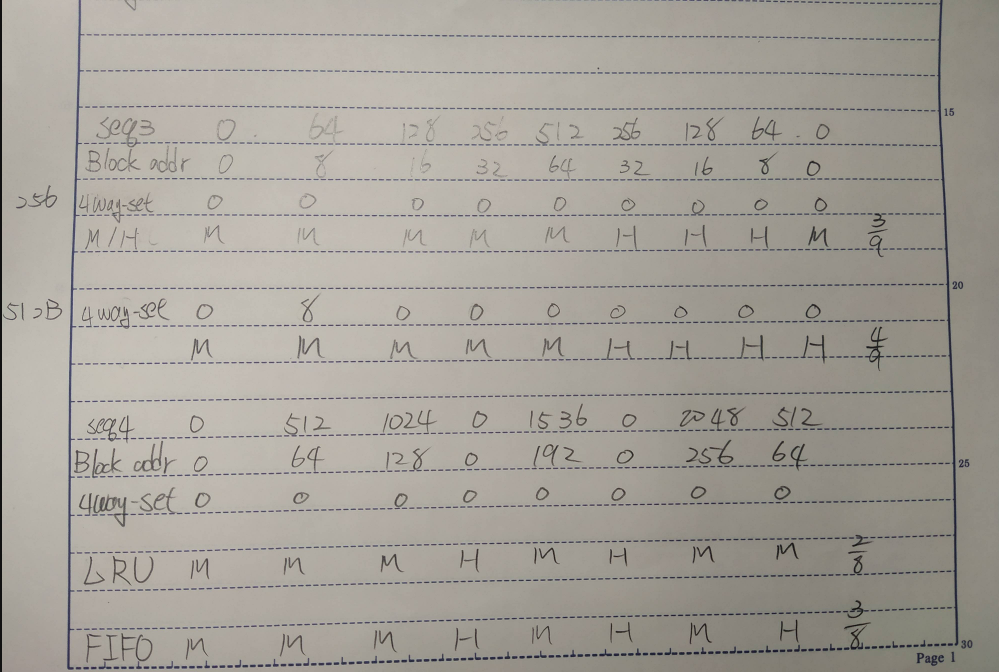 15
seq3 0 . 64 128 256 512 256 128 64 . 0
Block addr 0 8 16 32 64 32 16 8 0
256 4way-set 0 0 0 0 0 0 0 0 0
M/H M M M M M H H H M 3/9
20
512B 4way-set 0 8 0 0 0 0 0 0 0
M M M M M H H H H 4/9
seq4 0 512 1024 0 1536 0 2048 512
Block addr 0 64 128 0 192 0 256 64
25
4way-set 0 0 0 0 0 0 0 0
LRU M M M H M H M M 2/8
FIFO M M M H M H M H 3/8
30
Page 1